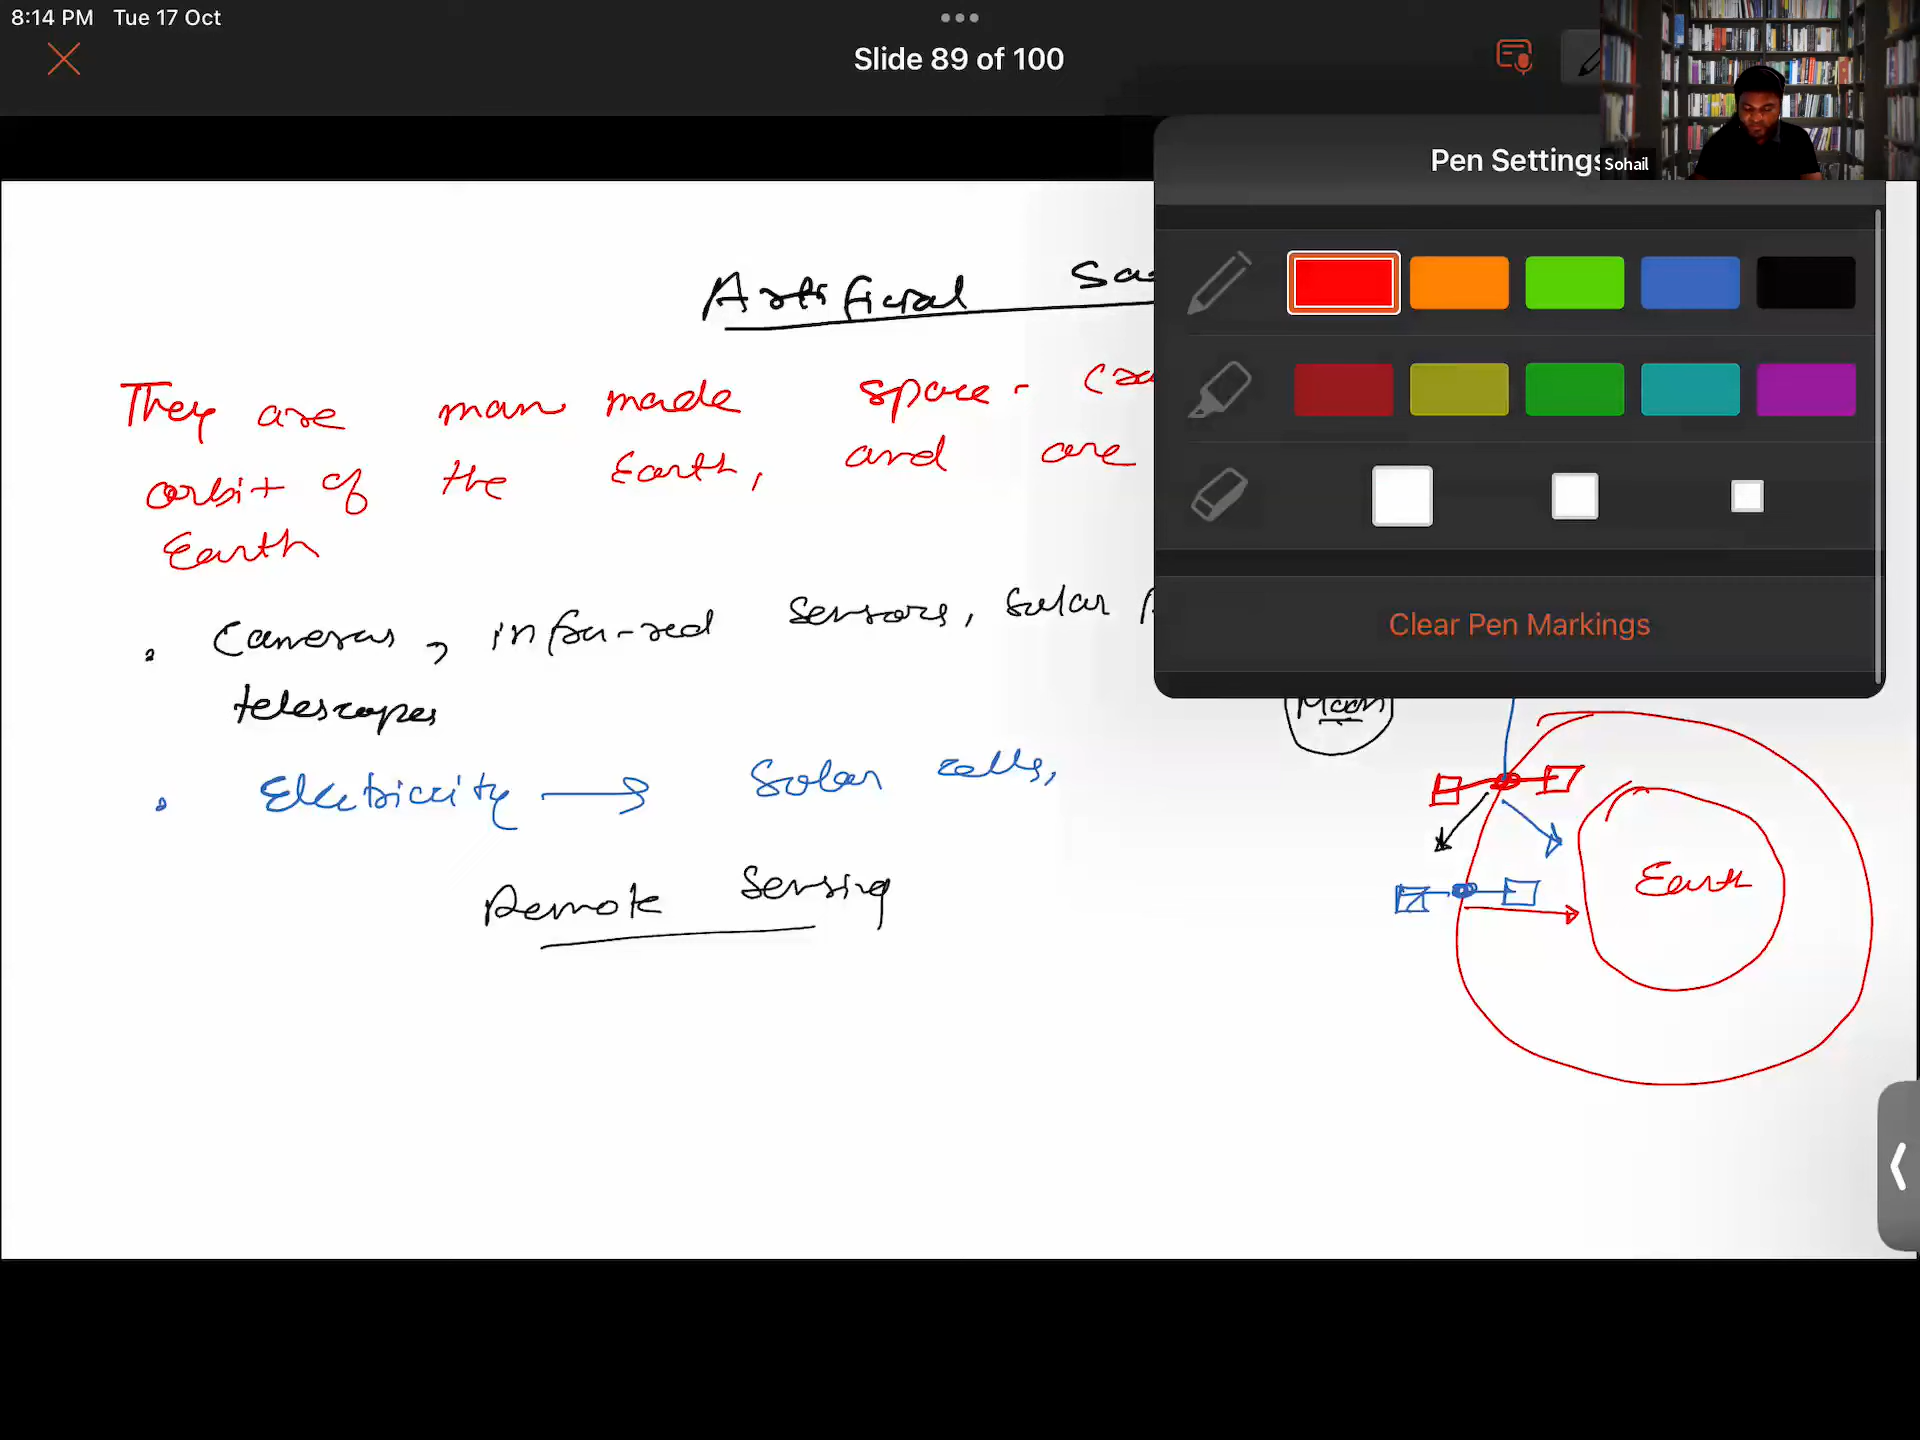 8:14 PM Tue 17 Oct
Slide 89 of 100
Pen Settings
Sohail
Artificial Sa
They are man made space-cra
orbit of the Earth, and are
Earth
Clear Pen Markings
• Cameras, infra-red sensors, solar p
telescopes
Moon
• Electricity → Solar cells,
Earth
Remote Sensing